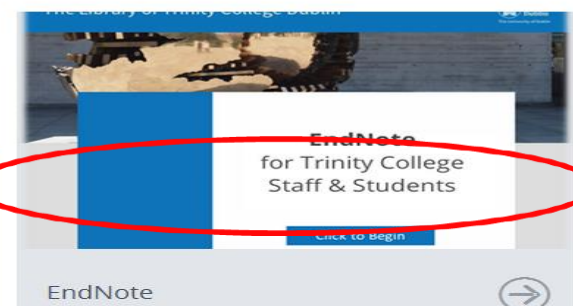 The Library of Trinity College Dublin
EndNote
for Trinity College
Staff & Students
Click to Begin
EndNote